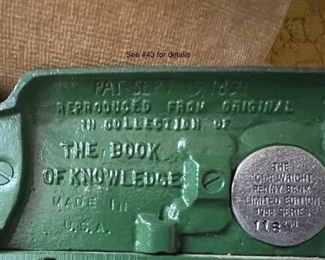 See #43 for details
PAT SEPT
REPRODUCED FROM ORIGINAL
IN COLLECTION OF
THE BOOK
OF KNOWLEDGE
MADE IN
U.S.A.
THE
JOHN WRIGHT
PENNY BANK
LIMITED EDITION
1968 SERIES